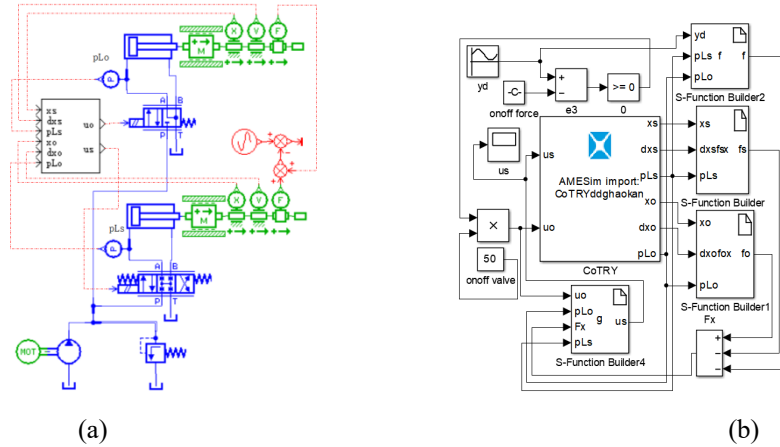 pLo
X
V
F
M
P
A
B
P
T
xs
dxs
pLs
xo
dxo
pLo
uo
us
pLs
X
V
F
M
P
A
B
P
T
MOT
(a)
yd
-C-
onoff force
e3
>= 0
0
us
50
onoff valve
us
uo
AMESim import:
CoTRYddghaokan
xs
dxs
pLs
xo
dxo
pLo
CoTRY
yd
pLs
f
f
pLo
S-Function Builder2
xs
dxsfsx
fs
pLs
S-Function Builder
xo
dxofox
fo
pLo
S-Function Builder1
Fx
uo
pLo
Fx
g
us
pLs
S-Function Builder4
(b)